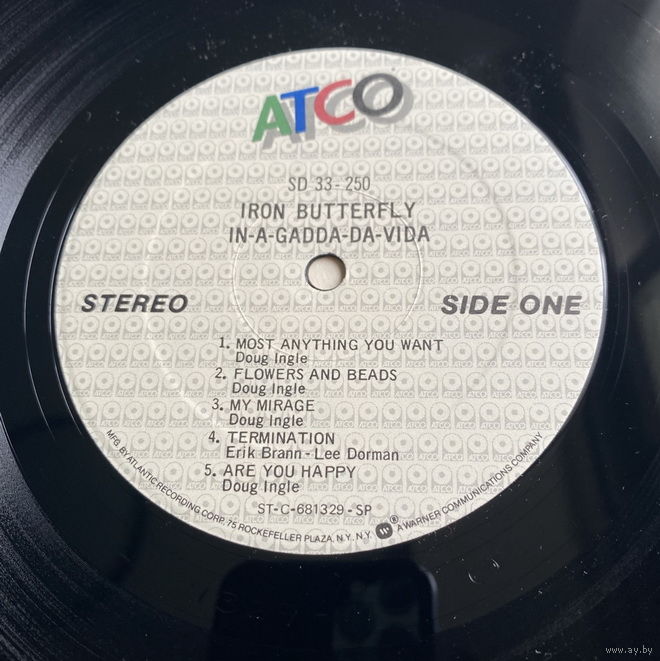 ATCO
SD 33-250
IRON BUTTERFLY
IN-A-GADDA-DA-VIDA
STEREO
SIDE ONE
1. MOST ANYTHING YOU WANT
Doug Ingle
2. FLOWERS AND BEADS
Doug Ingle
3. MY MIRAGE
Doug Ingle
4. TERMINATION
Erik Brann - Lee Dorman
5. ARE YOU HAPPY
Doug Ingle
ST-C-681329-SP
MFG. BY ATLANTIC RECORDING CORP. 75 ROCKEFELLER PLAZA, N.Y. N.Y. ® A WARNER COMMUNICATIONS COMPANY
www.ay.by